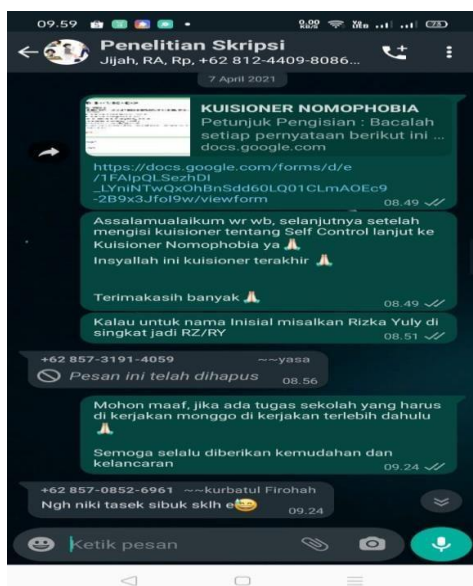 09.59
Penelitian Skripsi
Jijah, RA, Rp, +62 812-4409-8086...
7 April 2021
KUISIONER NOMOPHOBIA
Petunjuk Pengisian : Bacalah
setiap pernyataan berikut ini ...
docs.google.com
https://docs.google.com/forms/d/e
/1FAIpQLSezhDI
_LYniNTwQxOhBnSdd60LQ01CLmAOEc9
-2B9x3Jfol9w/viewform
08.49
Assalamualaikum wr wb, selanjutnya setelah
mengisi kuisioner tentang Self Control lanjut ke
Kuisioner Nomophobia ya 🙏
Insyallah ini kuisioner terakhir 🙏
Terimakasih banyak 🙏
08.49
Kalau untuk nama Inisial misalkan Rizka Yuly di
singkat jadi RZ/RY
08.51
+62 857-3191-4059 ~~yasa
Pesan ini telah dihapus 08.56
Mohon maaf, jika ada tugas sekolah yang harus
di kerjakan monggo di kerjakan terlebih dahulu
🙏
Semoga selalu diberikan kemudahan dan
kelancaran
09.24
+62 857-0852-6961 ~~kurbatul Firohah
Ngh niki tasek sibuk sklh e😅
09.24
Ketik pesan